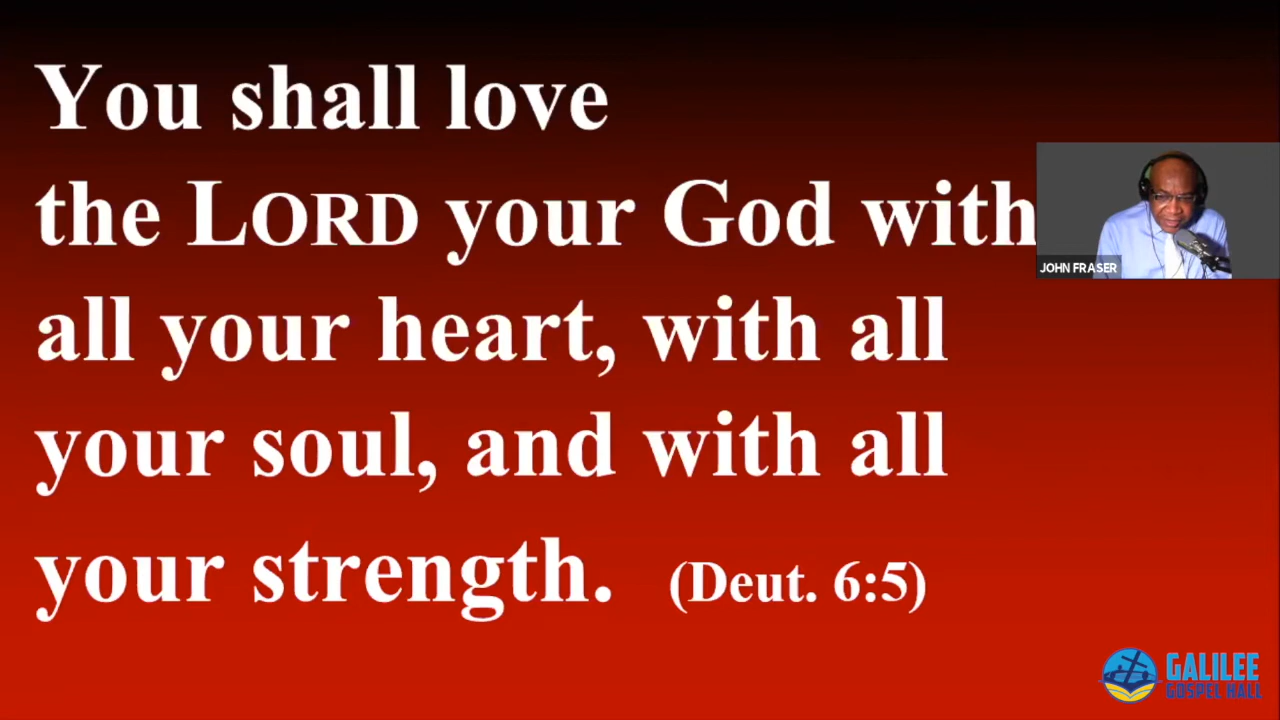 You shall love
the LORD your God with
all your heart, with all
your soul, and with all
your strength. (Deut. 6:5)
JOHN FRASER
GALILEE
GOSPEL HALL